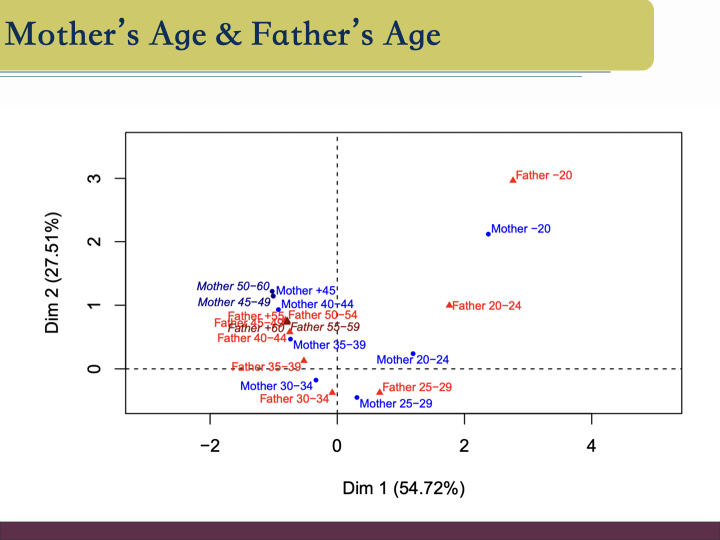 Mother’s Age & Father’s Age
Dim 2 (27.51%)
3
2
1
0
Father −20
Mother −20
Mother 50−60
Mother +45
Mother 45−49
Mother 40−44
Father 20−24
Father +55
Father 50−54
Father 45−49
Father +60
Father 55−59
Father 40−44
Mother 35−39
Mother 20−24
Father 35−39
Mother 30−34
Father 25−29
Father 30−34
Mother 25−29
−2
0
2
4
Dim 1 (54.72%)